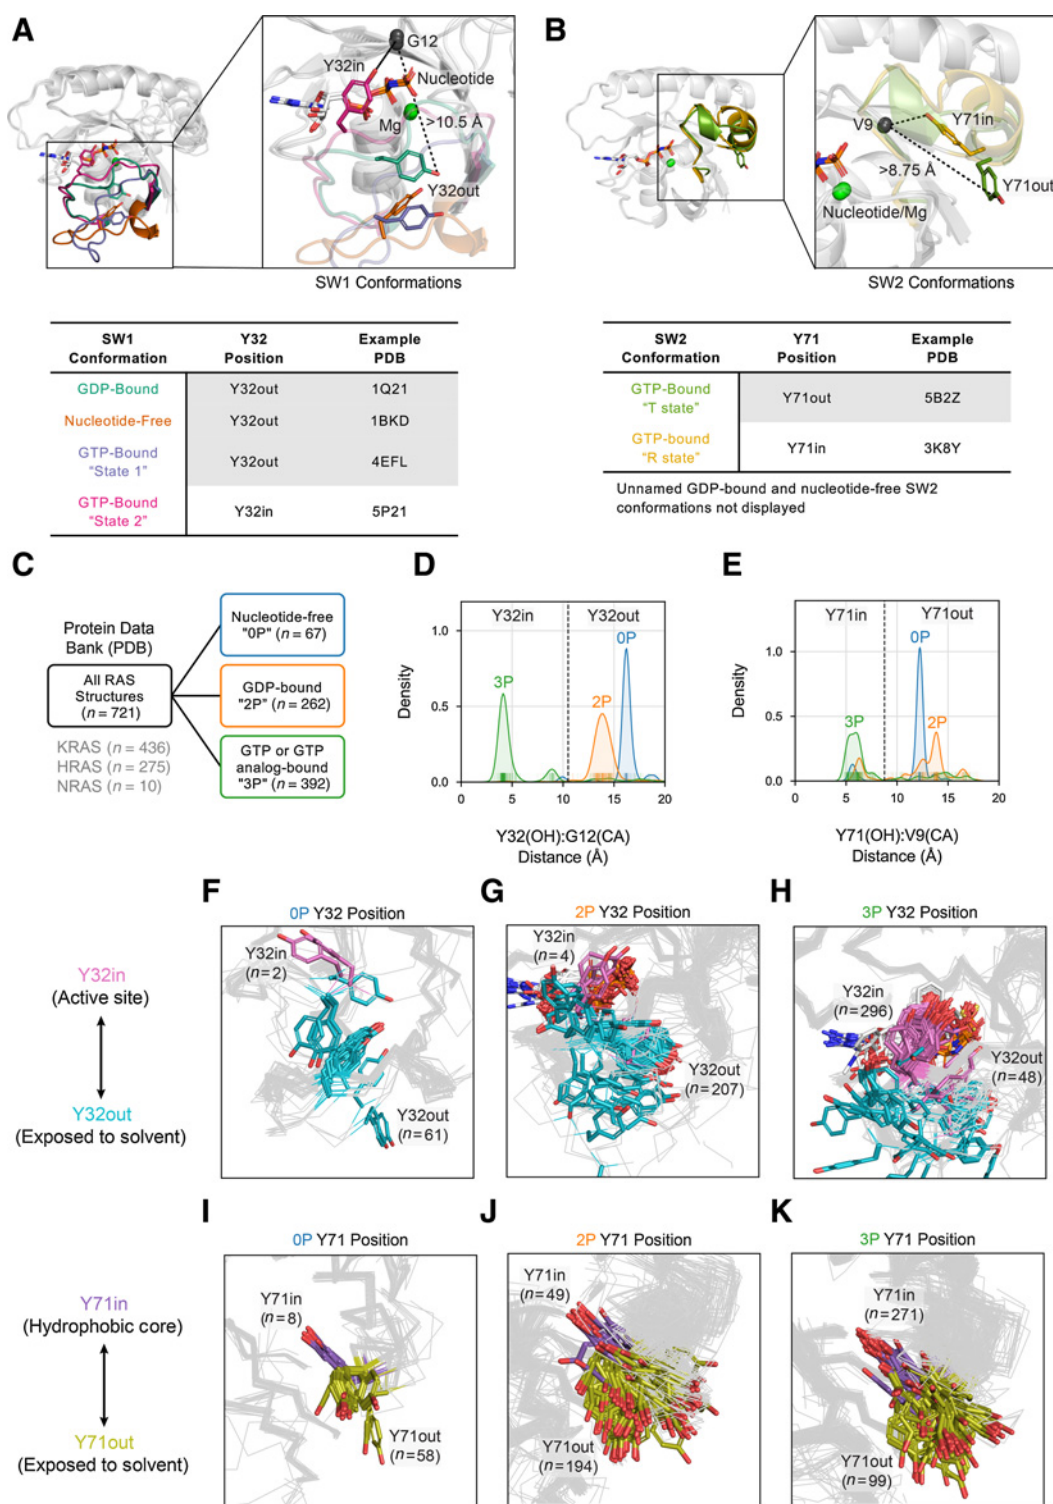 A
G12
Y32in
Nucleotide
Mg
>10.5 Å
Y32out
SW1 Conformations
B
V9
Y71in
>8.75 Å
Y71out
Nucleotide/Mg
SW2 Conformations
SW1 Conformation
Y32 Position
Example PDB
GDP-Bound
Y32out
1Q21
Nucleotide-Free
Y32out
1BKD
GTP-Bound "State 1"
Y32out
4EFL
GTP-Bound "State 2"
Y32in
5P21
SW2 Conformation
Y71 Position
Example PDB
GTP-Bound "T state"
Y71out
5B2Z
GTP-bound "R state"
Y71in
3K8Y
Unnamed GDP-bound and nucleotide-free SW2
conformations not displayed
C
Protein Data
Bank (PDB)
All RAS
Structures
(n = 721)
KRAS (n = 436)
HRAS (n = 275)
NRAS (n = 10)
Nucleotide-free
"0P" (n = 67)
GDP-bound
"2P" (n = 262)
GTP or GTP
analog-bound
"3P" (n = 392)
D
Y32in
Y32out
0P
3P
2P
Density
1.0
0.5
0.0
0
5
10
15
20
Y32(OH):G12(CA)
Distance (Å)
E
Y71in
Y71out
0P
3P
2P
Density
1.0
0.5
0.0
0
5
10
15
20
Y71(OH):V9(CA)
Distance (Å)
Y32in
(Active site)
Y32out
(Exposed to solvent)
F
0P Y32 Position
Y32in
(n=2)
Y32out
(n=61)
G
2P Y32 Position
Y32in
(n=4)
Y32out
(n=207)
H
3P Y32 Position
Y32in
(n=296)
Y32out
(n=48)
Y71in
(Hydrophobic core)
Y71out
(Exposed to solvent)
I
0P Y71 Position
Y71in
(n=8)
Y71out
(n=58)
J
2P Y71 Position
Y71in
(n=49)
Y71out
(n=194)
K
3P Y71 Position
Y71in
(n=271)
Y71out
(n=99)